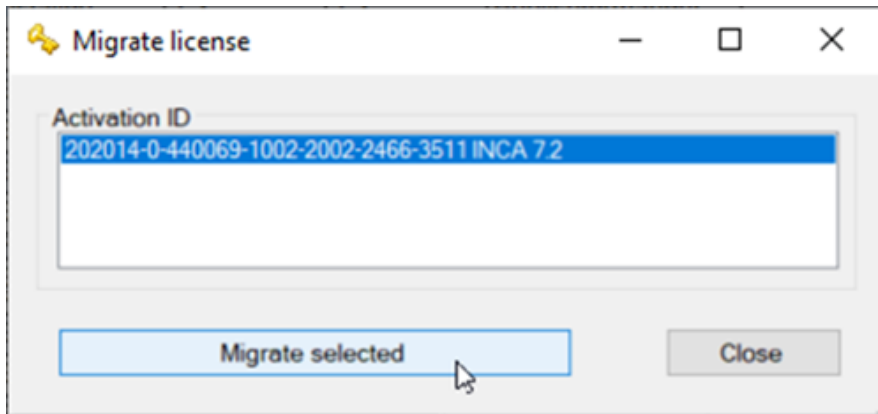 Migrate license
Activation ID
202014-0-440069-1002-2002-2466-3511 INCA 7.2
Migrate selected
Close